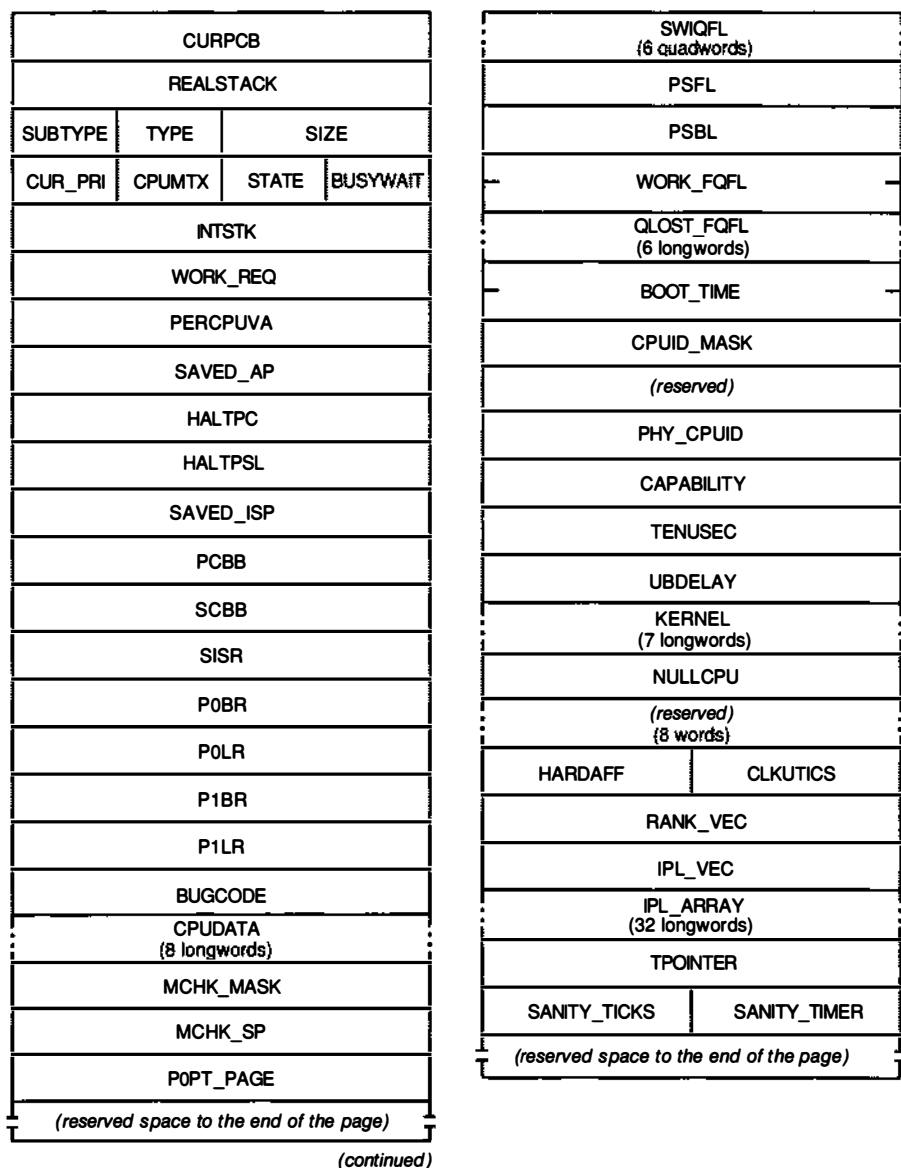 CURPCB
REALSTACK
SUBTYPE TYPE SIZE
CUR_PRI CPUMTX STATE BUSYWAIT
INTSTK
WORK_REQ
PERCPUVA
SAVED_AP
HALTPC
HALTPSL
SAVED_ISP
PCBB
SCBB
SISR
P0BR
P0LR
P1BR
P1LR
BUGCODE
CPUDATA
(8 longwords)
MCHK_MASK
MCHK_SP
P0PT_PAGE
(reserved space to the end of the page)
(continued)
SWIQFL
(6 quadwords)
PSFL
PSBL
WORK_FQFL
QLOST_FQFL
(6 longwords)
BOOT_TIME
CPUID_MASK
(reserved)
PHY_CPUID
CAPABILITY
TENUSEC
UBDELAY
KERNEL
(7 longwords)
NULLCPU
(reserved)
(8 words)
HARDAFF CLKUTICS
RANK_VEC
IPL_VEC
IPL_ARRAY
(32 longwords)
TPOINTER
SANITY_TICKS SANITY_TIMER
(reserved space to the end of the page)